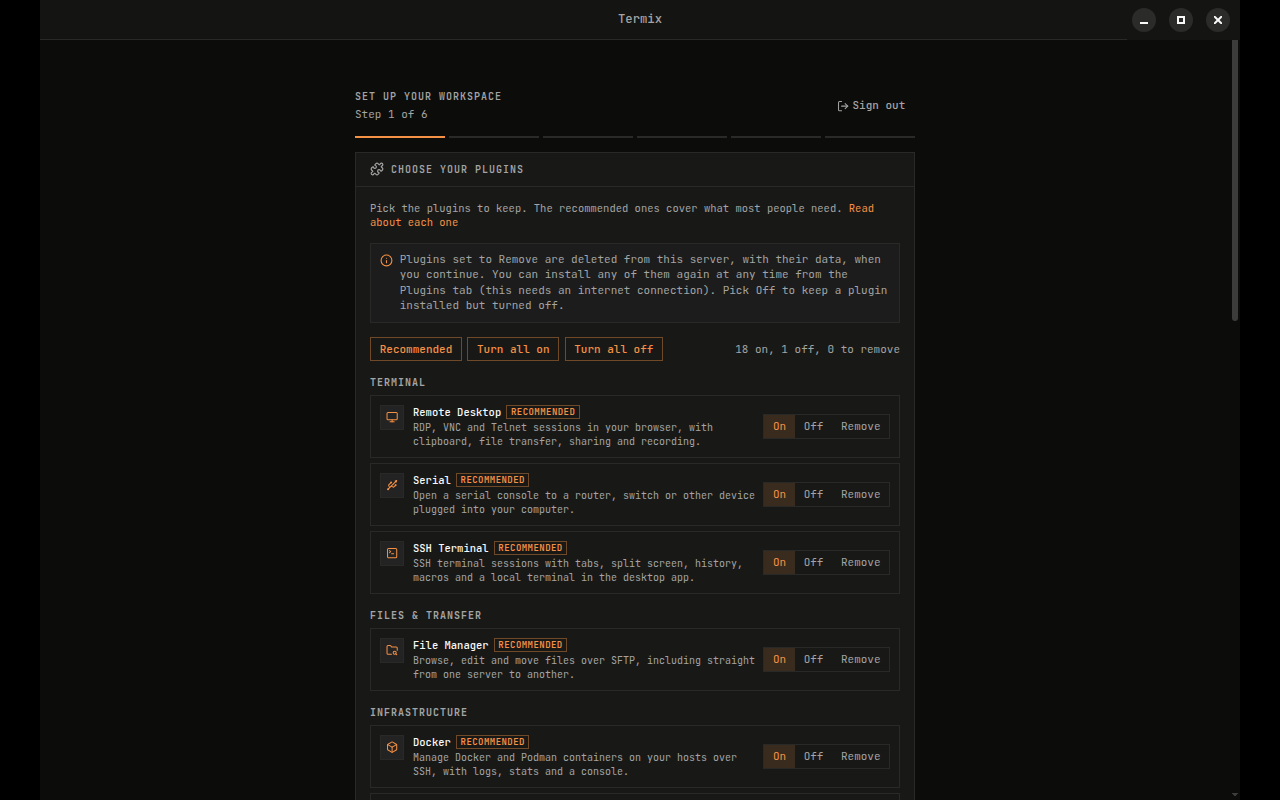 Termix
SET UP YOUR WORKSPACE
Step 1 of 6
Sign out
CHOOSE YOUR PLUGINS
Pick the plugins to keep. The recommended ones cover what most people need. Read
about each one
Plugins set to Remove are deleted from this server, with their data, when
you continue. You can install any of them again at any time from the
Plugins tab (this needs an internet connection). Pick Off to keep a plugin
installed but turned off.
Recommended Turn all on Turn all off 18 on, 1 off, 0 to remove
TERMINAL
Remote Desktop RECOMMENDED
RDP, VNC and Telnet sessions in your browser, with
clipboard, file transfer, sharing and recording.
On Off Remove
Serial RECOMMENDED
Open a serial console to a router, switch or other device
plugged into your computer.
On Off Remove
SSH Terminal RECOMMENDED
SSH terminal sessions with tabs, split screen, history,
macros and a local terminal in the desktop app.
On Off Remove
FILES & TRANSFER
File Manager RECOMMENDED
Browse, edit and move files over SFTP, including straight
from one server to another.
On Off Remove
INFRASTRUCTURE
Docker RECOMMENDED
Manage Docker and Podman containers on your hosts over
SSH, with logs, stats and a console.
On Off Remove